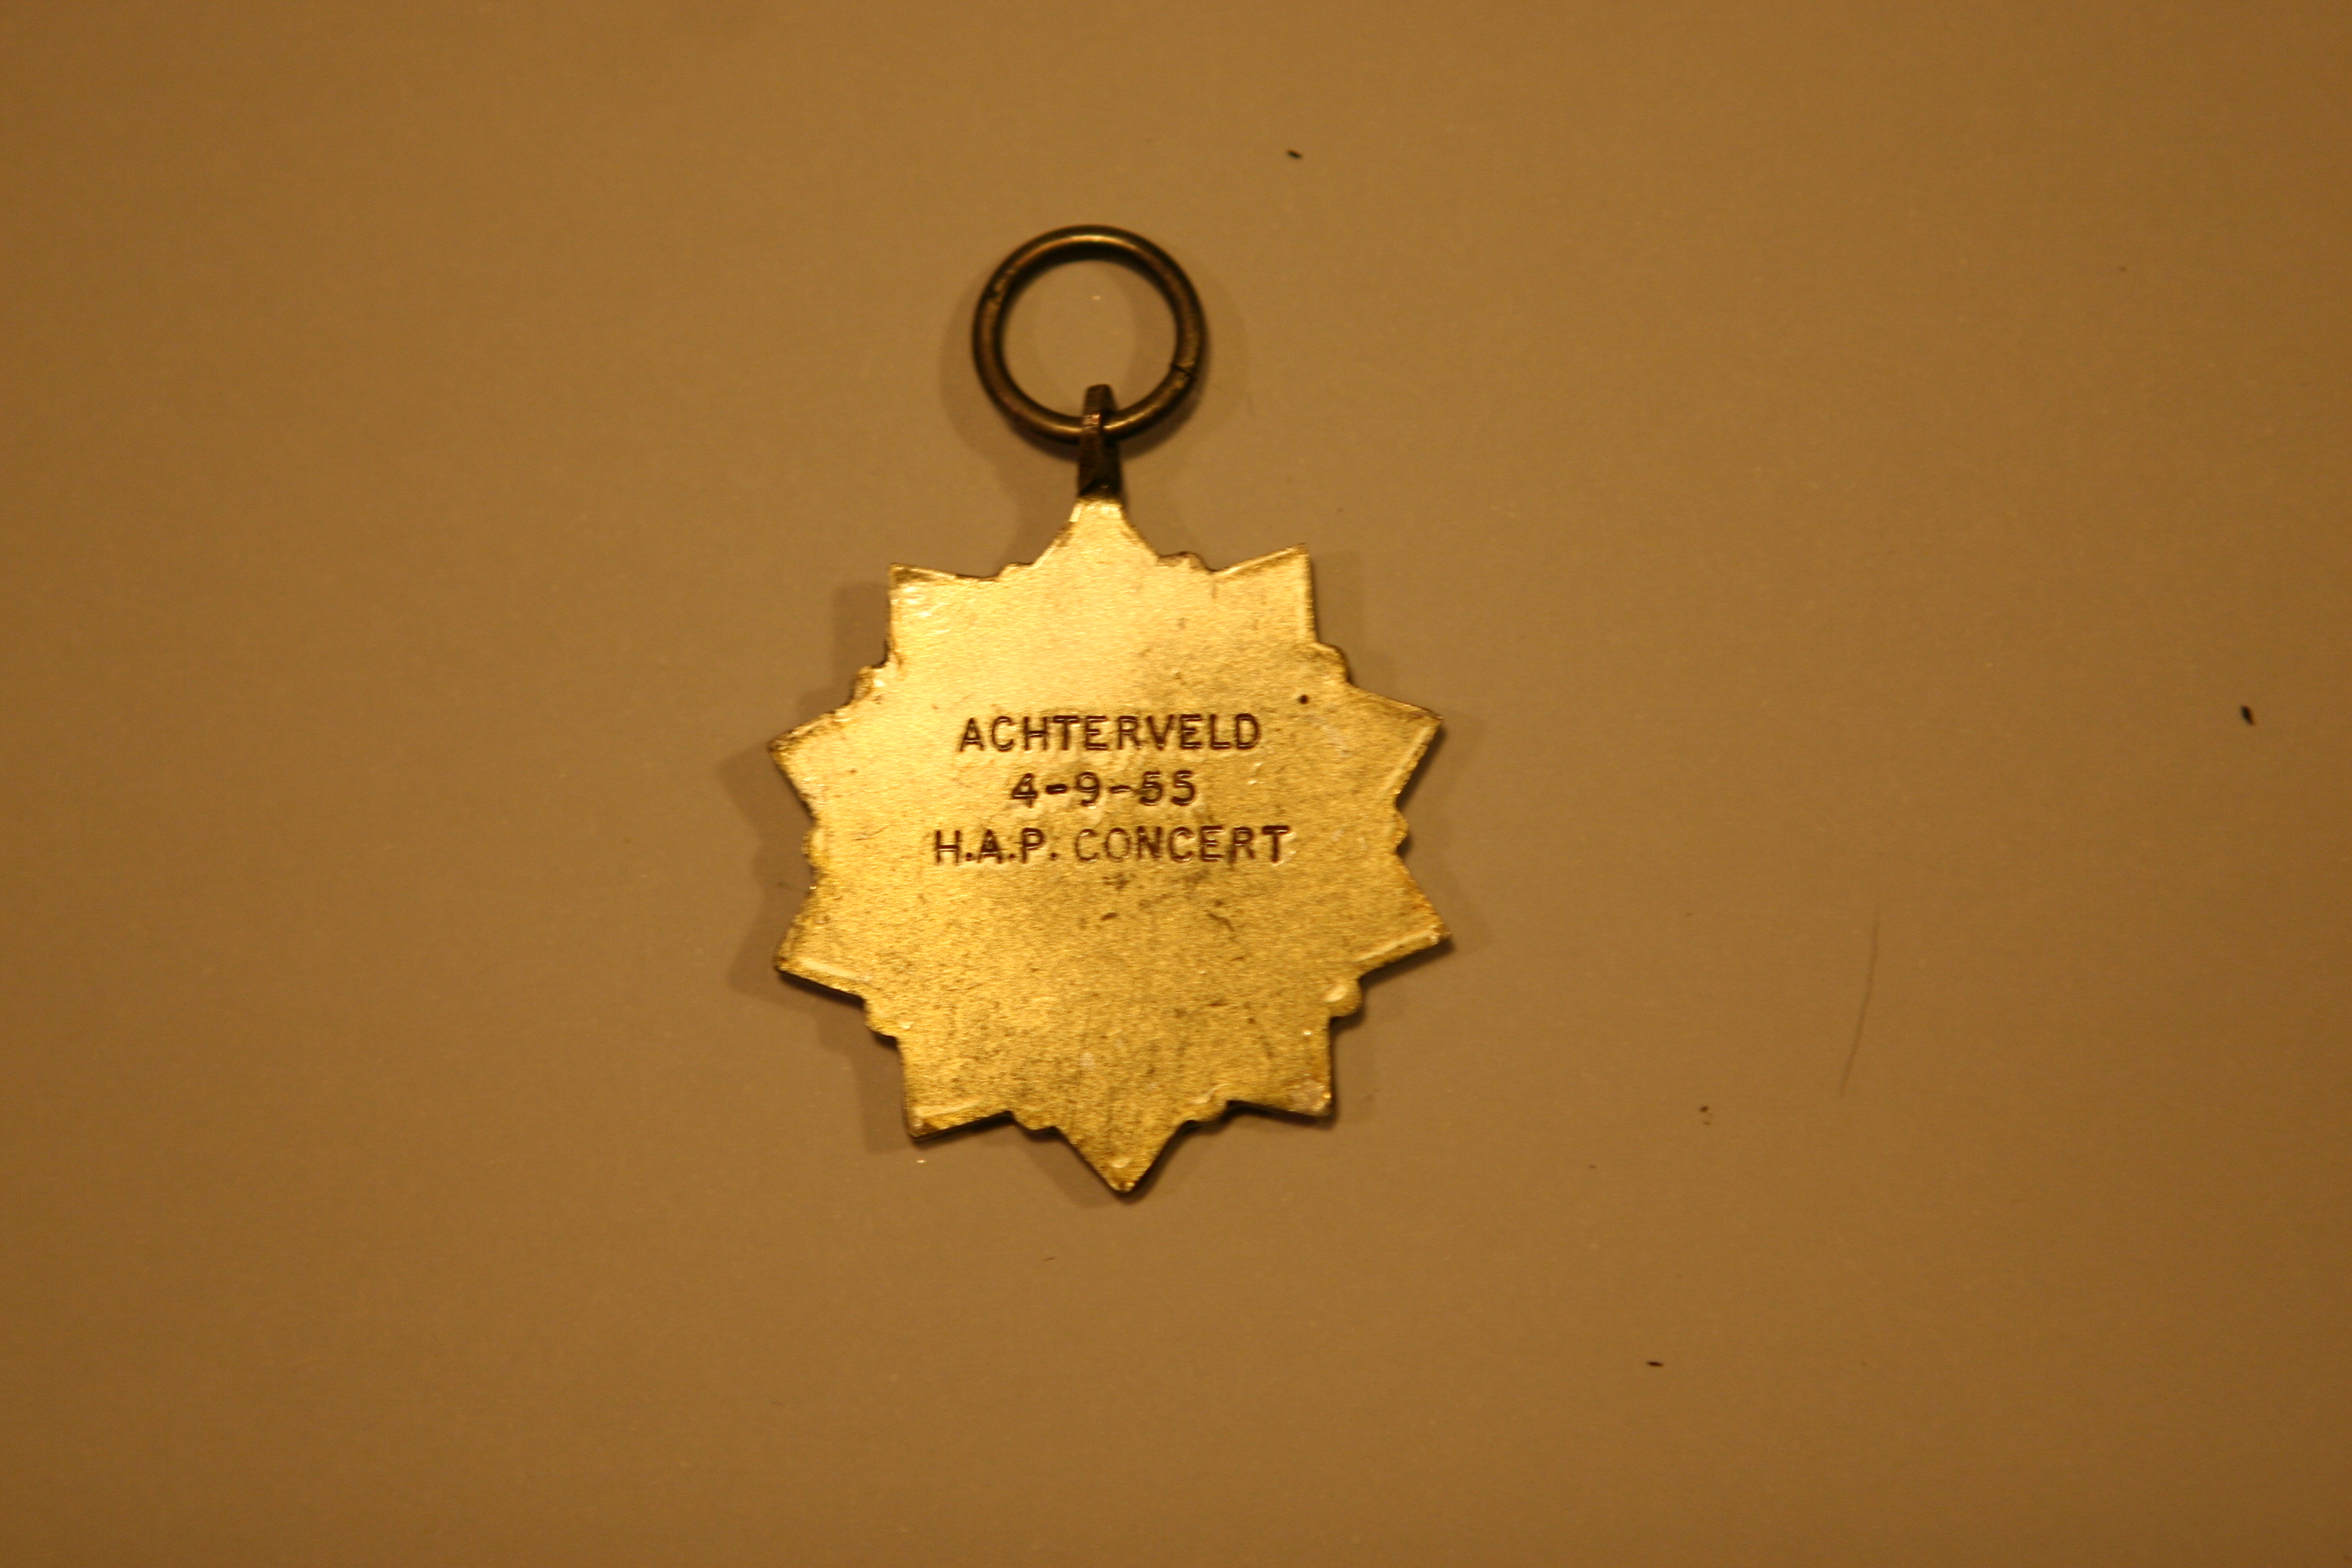 ACHTERVELD
4-9-55
H.A.P. CONCERT